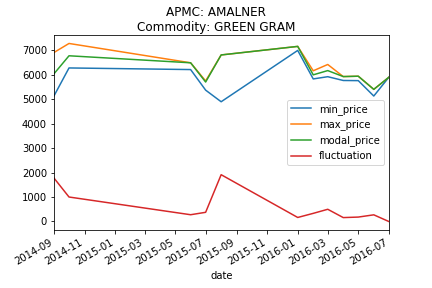 APMC: AMALNER
Commodity: GREEN GRAM
7000
6000
5000
4000
3000
2000
1000
0
min_price
max_price
modal_price
fluctuation
2014-09
2014-11
2015-01
2015-03
2015-05
2015-07
2015-09
2015-11
2016-01
2016-03
2016-05
2016-07
date